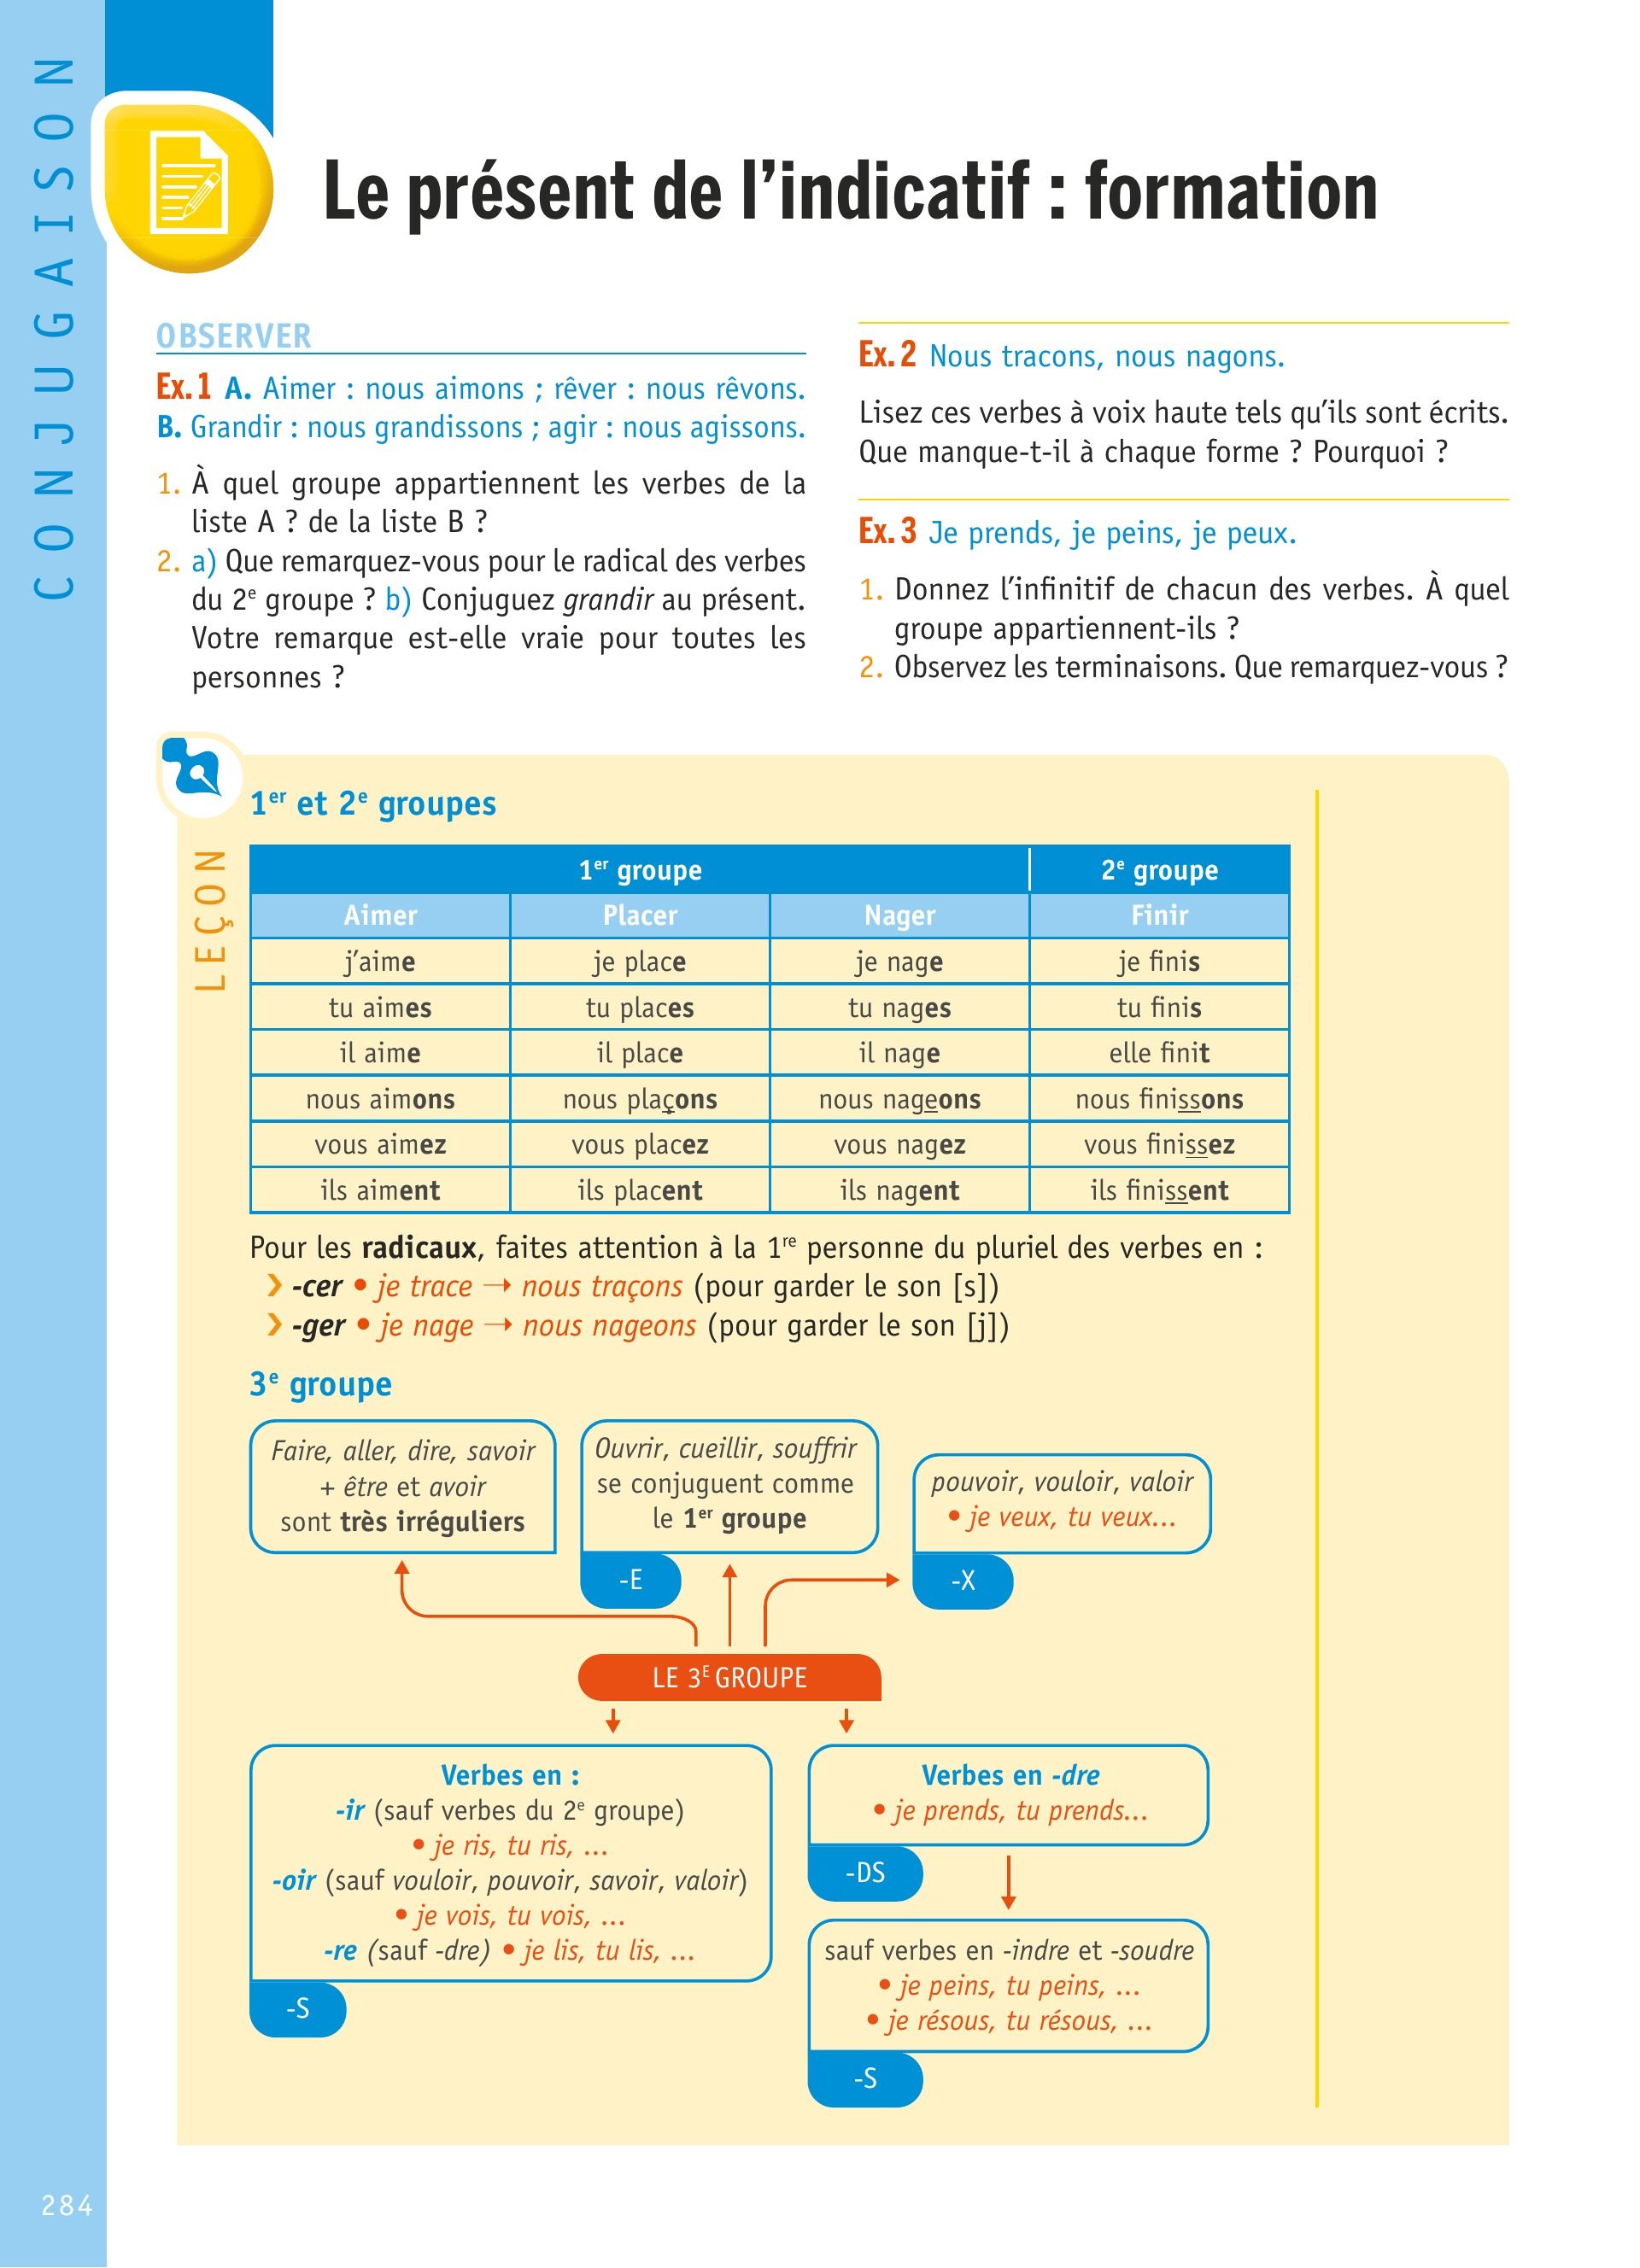 CONJUGAISON
Le présent de l’indicatif : formation
OBSERVER
Ex. 1 A. Aimer : nous aimons ; rêver : nous rêvons.
B. Grandir : nous grandissons ; agir : nous agissons.
1. À quel groupe appartiennent les verbes de la
liste A ? de la liste B ?
2. a) Que remarquez-vous pour le radical des verbes
du 2e groupe ? b) Conjuguez grandir au présent.
Votre remarque est-elle vraie pour toutes les
personnes ?
Ex. 2 Nous tracons, nous nagons.
Lisez ces verbes à voix haute tels qu’ils sont écrits.
Que manque-t-il à chaque forme ? Pourquoi ?
Ex. 3 Je prends, je peins, je peux.
1. Donnez l’infinitif de chacun des verbes. À quel
groupe appartiennent-ils ?
2. Observez les terminaisons. Que remarquez-vous ?
LEÇON
1er et 2e groupes
1er groupe 2e groupe
Aimer Placer Nager Finir
j’aime je place je nage je finis
tu aimes tu places tu nages tu finis
il aime il place il nage elle finit
nous aimons nous plaçons nous nageons nous finissons
vous aimez vous placez vous nagez vous finissez
ils aiment ils placent ils nagent ils finissent
Pour les radicaux, faites attention à la 1re personne du pluriel des verbes en :
❯ -cer • je trace → nous traçons (pour garder le son [s])
❯ -ger • je nage → nous nageons (pour garder le son [j])
3e groupe
Faire, aller, dire, savoir
+ être et avoir
sont très irréguliers
Ouvrir, cueillir, souffrir
se conjuguent comme
le 1er groupe
-E
pouvoir, vouloir, valoir
• je veux, tu veux...
-X
LE 3E GROUPE
Verbes en :
-ir (sauf verbes du 2e groupe)
• je ris, tu ris, ...
-oir (sauf vouloir, pouvoir, savoir, valoir)
• je vois, tu vois, ...
-re (sauf -dre) • je lis, tu lis, ...
-S
Verbes en -dre
• je prends, tu prends...
-DS
sauf verbes en -indre et -soudre
• je peins, tu peins, ...
• je résous, tu résous, ...
-S
284